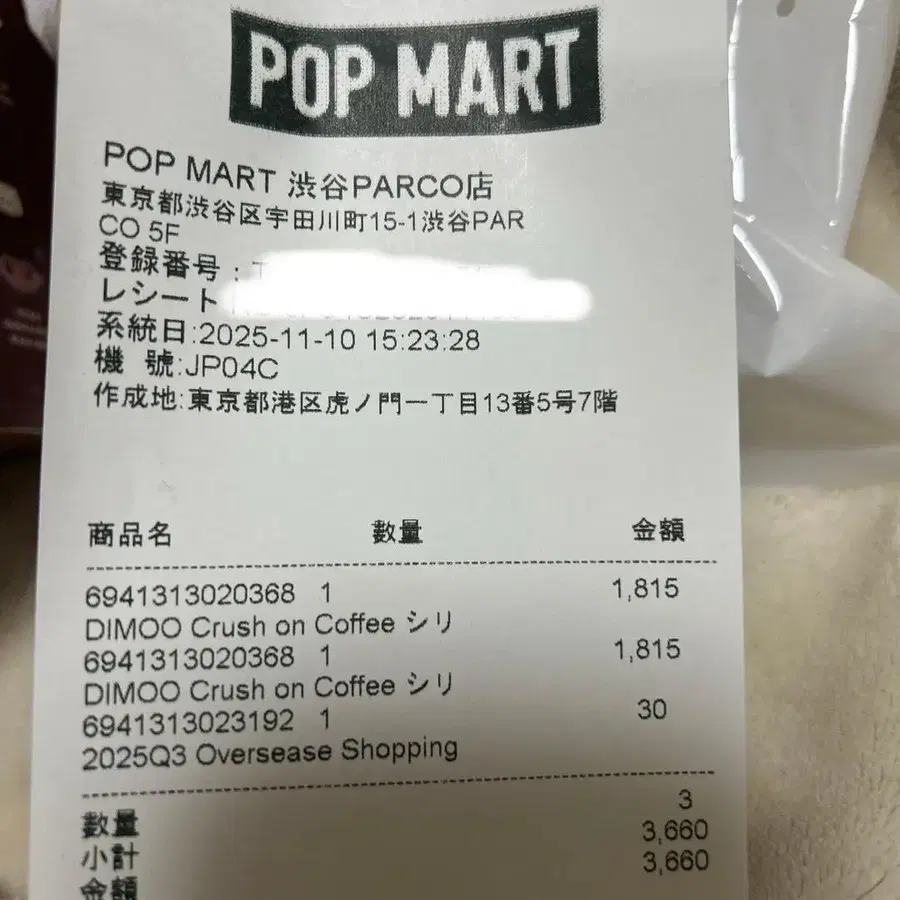 POP MART
POP MART 渋谷PARCO店
東京都渋谷区宇田川町15-1渋谷PAR
CO 5F
登録番号:T
レシート
系統日:2025-11-10 15:23:28
機 號:JP04C
作成地:東京都港区虎ノ門一丁目13番5号7階
商品名 數量 金額
6941313020368 1 1,815
DIMOO Crush on Coffee シリ
6941313020368 1 1,815
DIMOO Crush on Coffee シリ
6941313023192 1 30
2025Q3 Oversease Shopping
數量 3
小計 3,660
金額 3,660